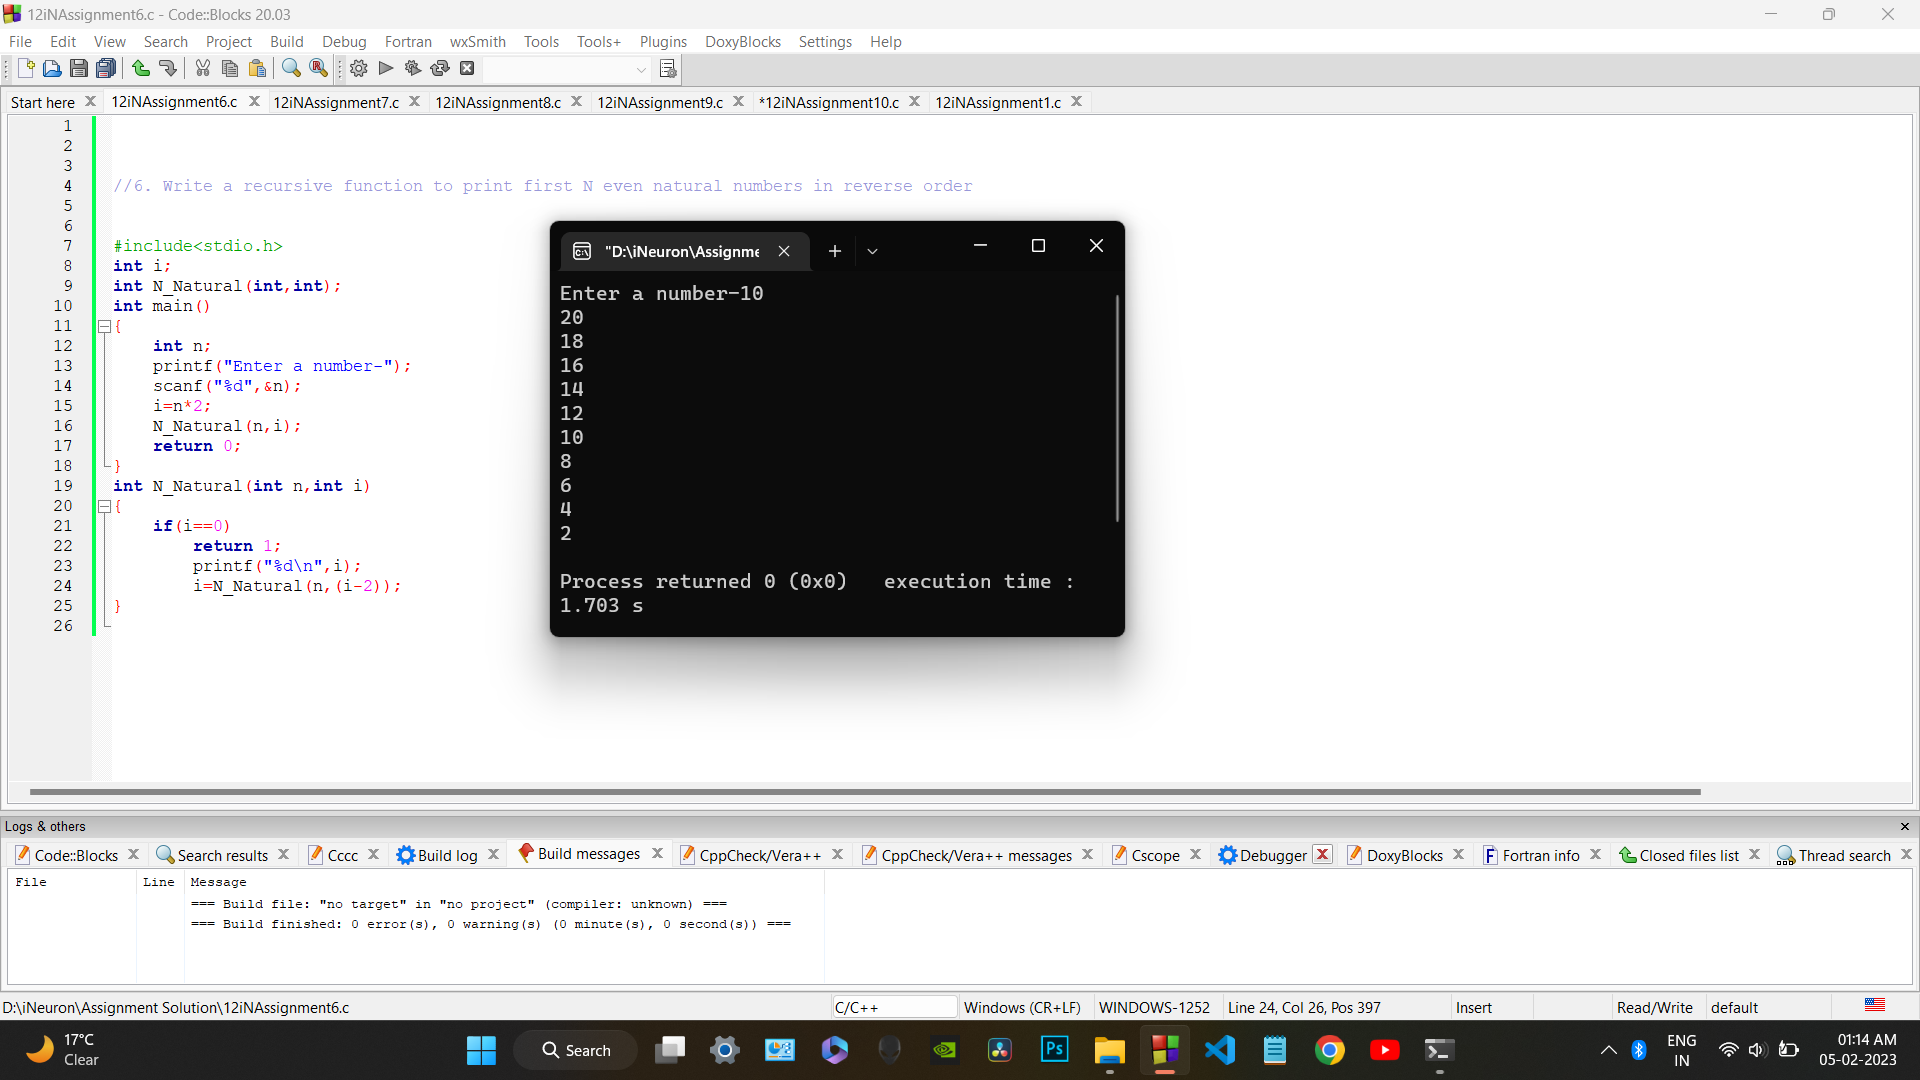 12iNAssignment6.c - Code::Blocks 20.03
File Edit View Search Project Build Debug Fortran wxSmith Tools Tools+ Plugins DoxyBlocks Settings Help
Start here 12iNAssignment6.c 12iNAssignment7.c 12iNAssignment8.c 12iNAssignment9.c *12iNAssignment10.c 12iNAssignment1.c
1
2
3
4 //6. Write a recursive function to print first N even natural numbers in reverse order
5
6
7 #include<stdio.h>
8 int i;
9 int N_Natural(int,int);
10 int main()
11 {
12 int n;
13 printf("Enter a number-");
14 scanf("%d",&n);
15 i=n*2;
16 N_Natural(n,i);
17 return 0;
18 }
19 int N_Natural(int n,int i)
20 {
21 if(i==0)
22 return 1;
23 printf("%d\n",i);
24 i=N_Natural(n,(i-2));
25 }
26
"D:\iNeuron\Assignme
Enter a number-10
20
18
16
14
12
10
8
6
4
2
Process returned 0 (0x0) execution time :
1.703 s
Logs & others
Code::Blocks Search results Cccc Build log Build messages CppCheck/Vera++ CppCheck/Vera++ messages Cscope Debugger DoxyBlocks Fortran info Closed files list Thread search
File Line Message
=== Build file: "no target" in "no project" (compiler: unknown) ===
=== Build finished: 0 error(s), 0 warning(s) (0 minute(s), 0 second(s)) ===
D:\iNeuron\Assignment Solution\12iNAssignment6.c C/C++ Windows (CR+LF) WINDOWS-1252 Line 24, Col 26, Pos 397 Insert Read/Write default
17°C
Clear
Search
Ps
ENG
IN
01:14 AM
05-02-2023